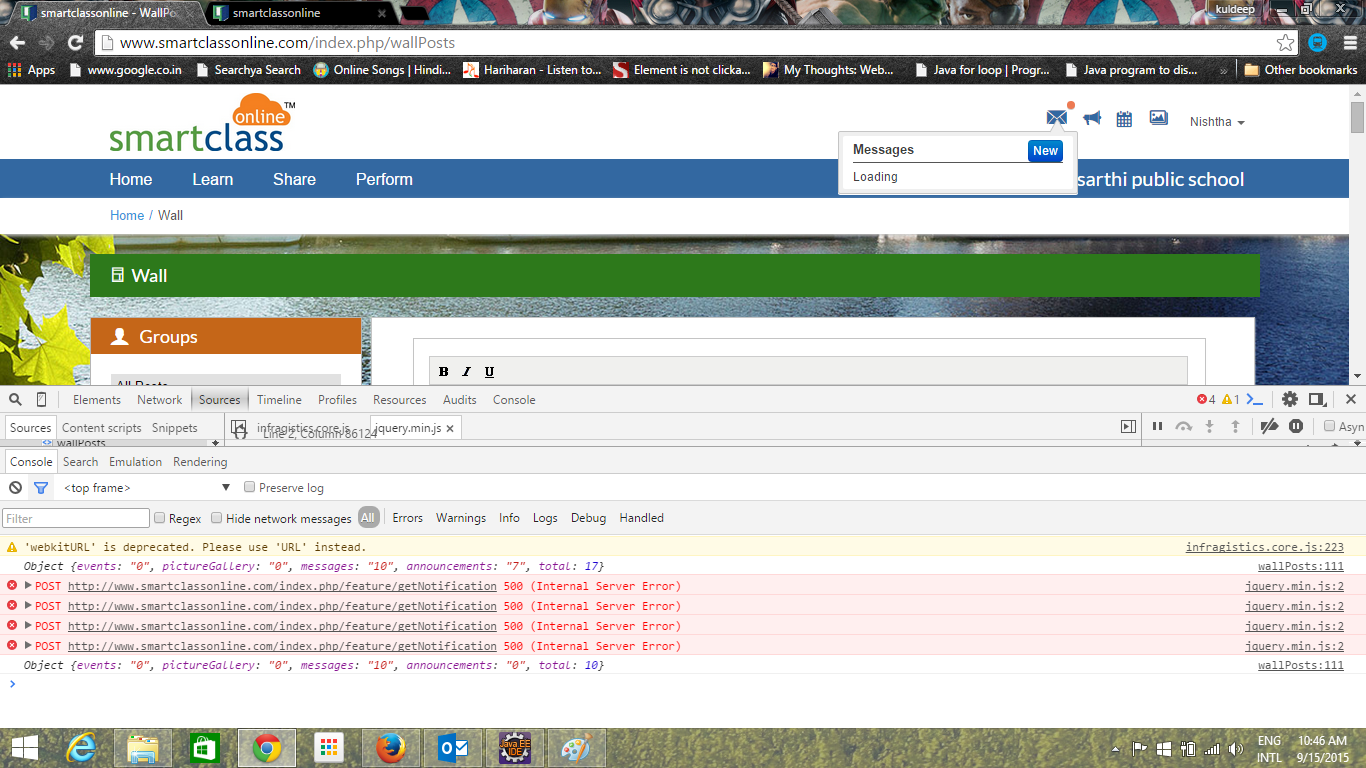 smartclassonline - WallPo
smartclassonline
kuldeep
www.smartclassonline.com/index.php/wallPosts
Apps
www.google.co.in
Searchya Search
Online Songs | Hindi...
Hariharan - Listen to...
Element is not clicka...
My Thoughts: Web...
Java for loop | Progr...
Java program to dis...
»
Other bookmarks
smartclass online TM
Nishtha
Messages
New
Loading
Home
Learn
Share
Perform
sarthi public school
Home / Wall
Wall
Groups
All Posts
B I U
Elements
Network
Sources
Timeline
Profiles
Resources
Audits
Console
4
1
Sources
Content scripts
Snippets
infragistics.core.js
jquery.min.js
Asyn
wallPosts
{}
Line 2, Column 86124
Console
Search
Emulation
Rendering
<top frame>
Preserve log
Filter
Regex
Hide network messages
All
Errors
Warnings
Info
Logs
Debug
Handled
'webkitURL' is deprecated. Please use 'URL' instead.
infragistics.core.js:223
Object {events: "0", pictureGallery: "0", messages: "10", announcements: "7", total: 17}
wallPosts:111
POST http://www.smartclassonline.com/index.php/feature/getNotification 500 (Internal Server Error)
jquery.min.js:2
POST http://www.smartclassonline.com/index.php/feature/getNotification 500 (Internal Server Error)
jquery.min.js:2
POST http://www.smartclassonline.com/index.php/feature/getNotification 500 (Internal Server Error)
jquery.min.js:2
POST http://www.smartclassonline.com/index.php/feature/getNotification 500 (Internal Server Error)
jquery.min.js:2
Object {events: "0", pictureGallery: "0", messages: "10", announcements: "0", total: 10}
wallPosts:111
Java EE
IDE
ENG
INTL
10:46 AM
9/15/2015